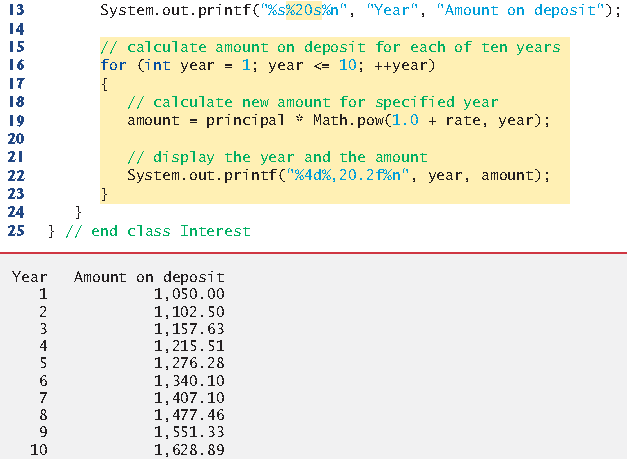 13 System.out.printf("%s%20s%n", "Year", "Amount on deposit");
14
15 // calculate amount on deposit for each of ten years
16 for (int year = 1; year <= 10; ++year)
17 {
18 // calculate new amount for specified year
19 amount = principal * Math.pow(1.0 + rate, year);
20
21 // display the year and the amount
22 System.out.printf("%4d%,20.2f%n", year, amount);
23 }
24 }
25 } // end class Interest
Year Amount on deposit
1 1,050.00
2 1,102.50
3 1,157.63
4 1,215.51
5 1,276.28
6 1,340.10
7 1,407.10
8 1,477.46
9 1,551.33
10 1,628.89